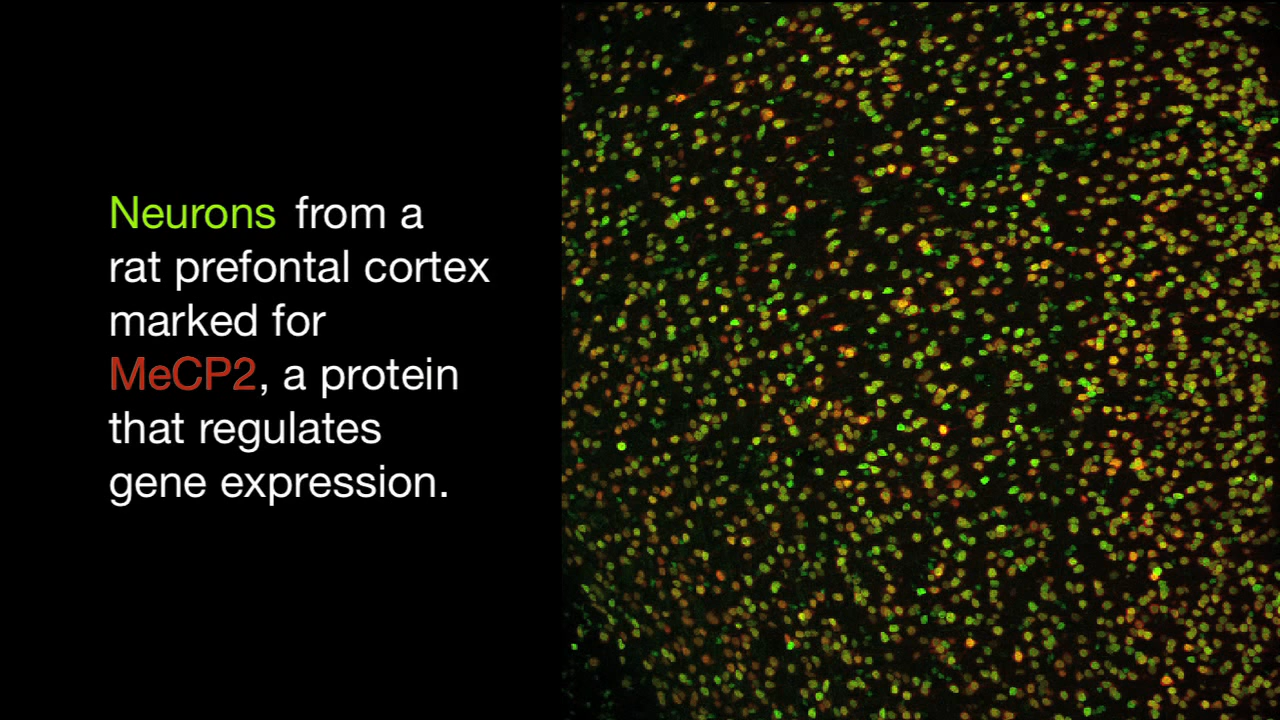 Neurons from a
rat prefontal cortex
marked for
MeCP2, a protein
that regulates
gene expression.